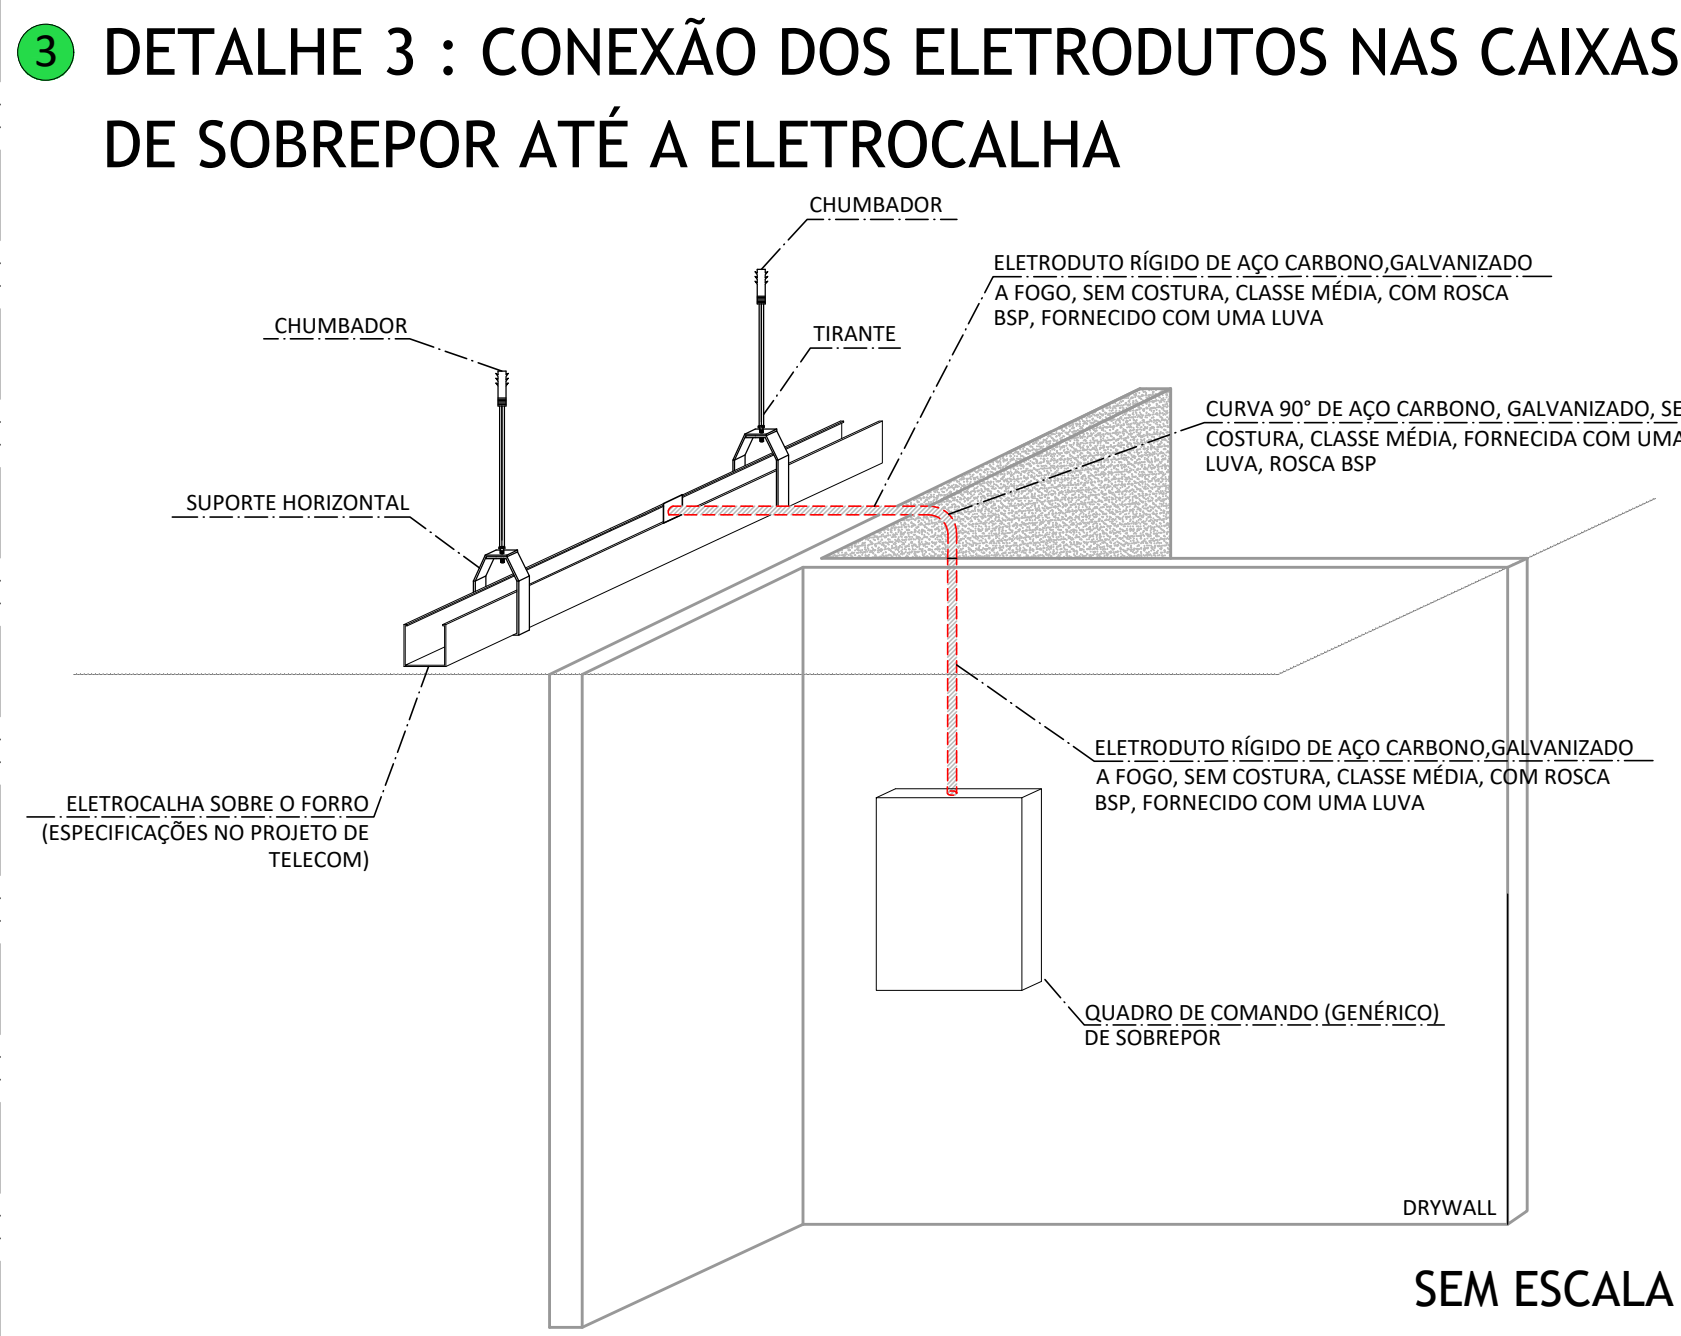 3 DETALHE 3 : CONEXÃO DOS ELETRODUTOS NAS CAIXAS
DE SOBREPOR ATÉ A ELETROCALHA
CHUMBADOR
ELETRODUTO RÍGIDO DE AÇO CARBONO,GALVANIZADO
A FOGO, SEM COSTURA, CLASSE MÉDIA, COM ROSCA
BSP, FORNECIDO COM UMA LUVA
CHUMBADOR
TIRANTE
CURVA 90° DE AÇO CARBONO, GALVANIZADO, SE
COSTURA, CLASSE MÉDIA, FORNECIDA COM UMA
LUVA, ROSCA BSP
SUPORTE HORIZONTAL
ELETRODUTO RÍGIDO DE AÇO CARBONO,GALVANIZADO
A FOGO, SEM COSTURA, CLASSE MÉDIA, COM ROSCA
BSP, FORNECIDO COM UMA LUVA
ELETROCALHA SOBRE O FORRO
(ESPECIFICAÇÕES NO PROJETO DE
TELECOM)
QUADRO DE COMANDO (GENÉRICO)
DE SOBREPOR
DRYWALL
SEM ESCALA